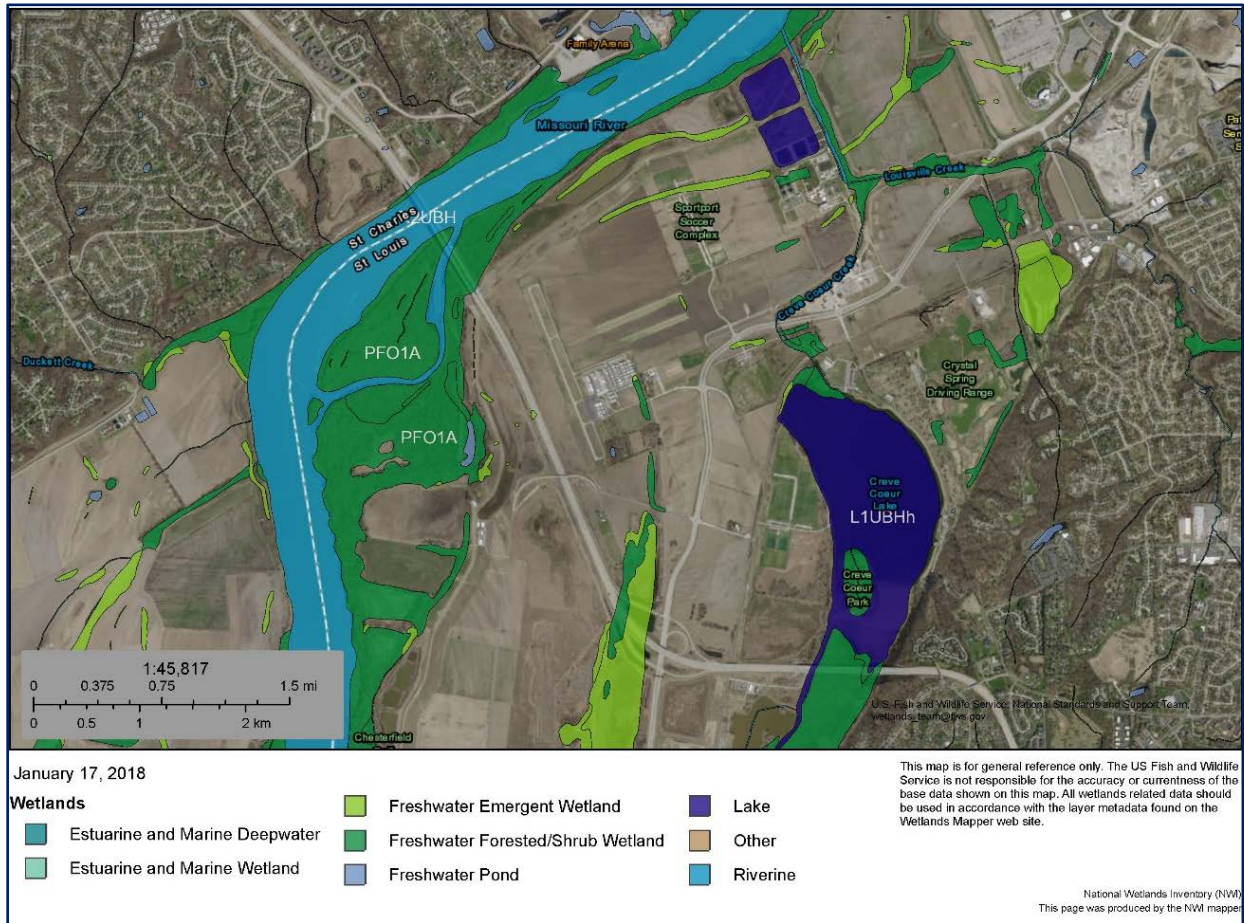 Family Arena
Missouri River
St Charles
St Louis
2UBH
Louisville Creek
Sportport
Soccer
Complex
Creve Coeur Creek
Duckett Creek
PFO1A
PFO1A
Crystal
Spring
Driving Range
Creve
Coeur
Lake
L1UBHh
Creve
Coeur
Park
Chesterfield
1:45,817
0 0.375 0.75 1.5 mi
0 0.5 1 2 km
U.S. Fish and Wildlife Service, National Standards and Support Team,
wetlands_team@fws.gov
January 17, 2018
Wetlands
Estuarine and Marine Deepwater
Estuarine and Marine Wetland
Freshwater Emergent Wetland
Freshwater Forested/Shrub Wetland
Freshwater Pond
Lake
Other
Riverine
This map is for general reference only. The US Fish and Wildlife
Service is not responsible for the accuracy or currentness of the
base data shown on this map. All wetlands related data should
be used in accordance with the layer metadata found on the
Wetlands Mapper web site.
National Wetlands Inventory (NWI)
This page was produced by the NWI mapper